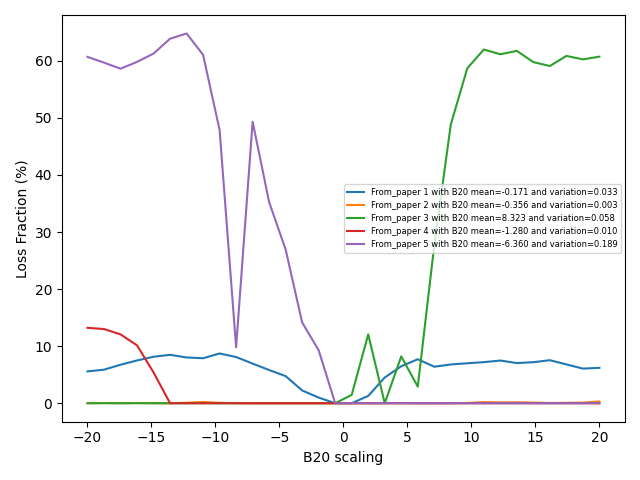 60
50
40
30
20
10
0
Loss Fraction (%)
From_paper 1 with B20 mean=-0.171 and variation=0.033
From_paper 2 with B20 mean=-0.356 and variation=0.003
From_paper 3 with B20 mean=8.323 and variation=0.058
From_paper 4 with B20 mean=-1.280 and variation=0.010
From_paper 5 with B20 mean=-6.360 and variation=0.189
−20 −15 −10 −5 0 5 10 15 20
B20 scaling